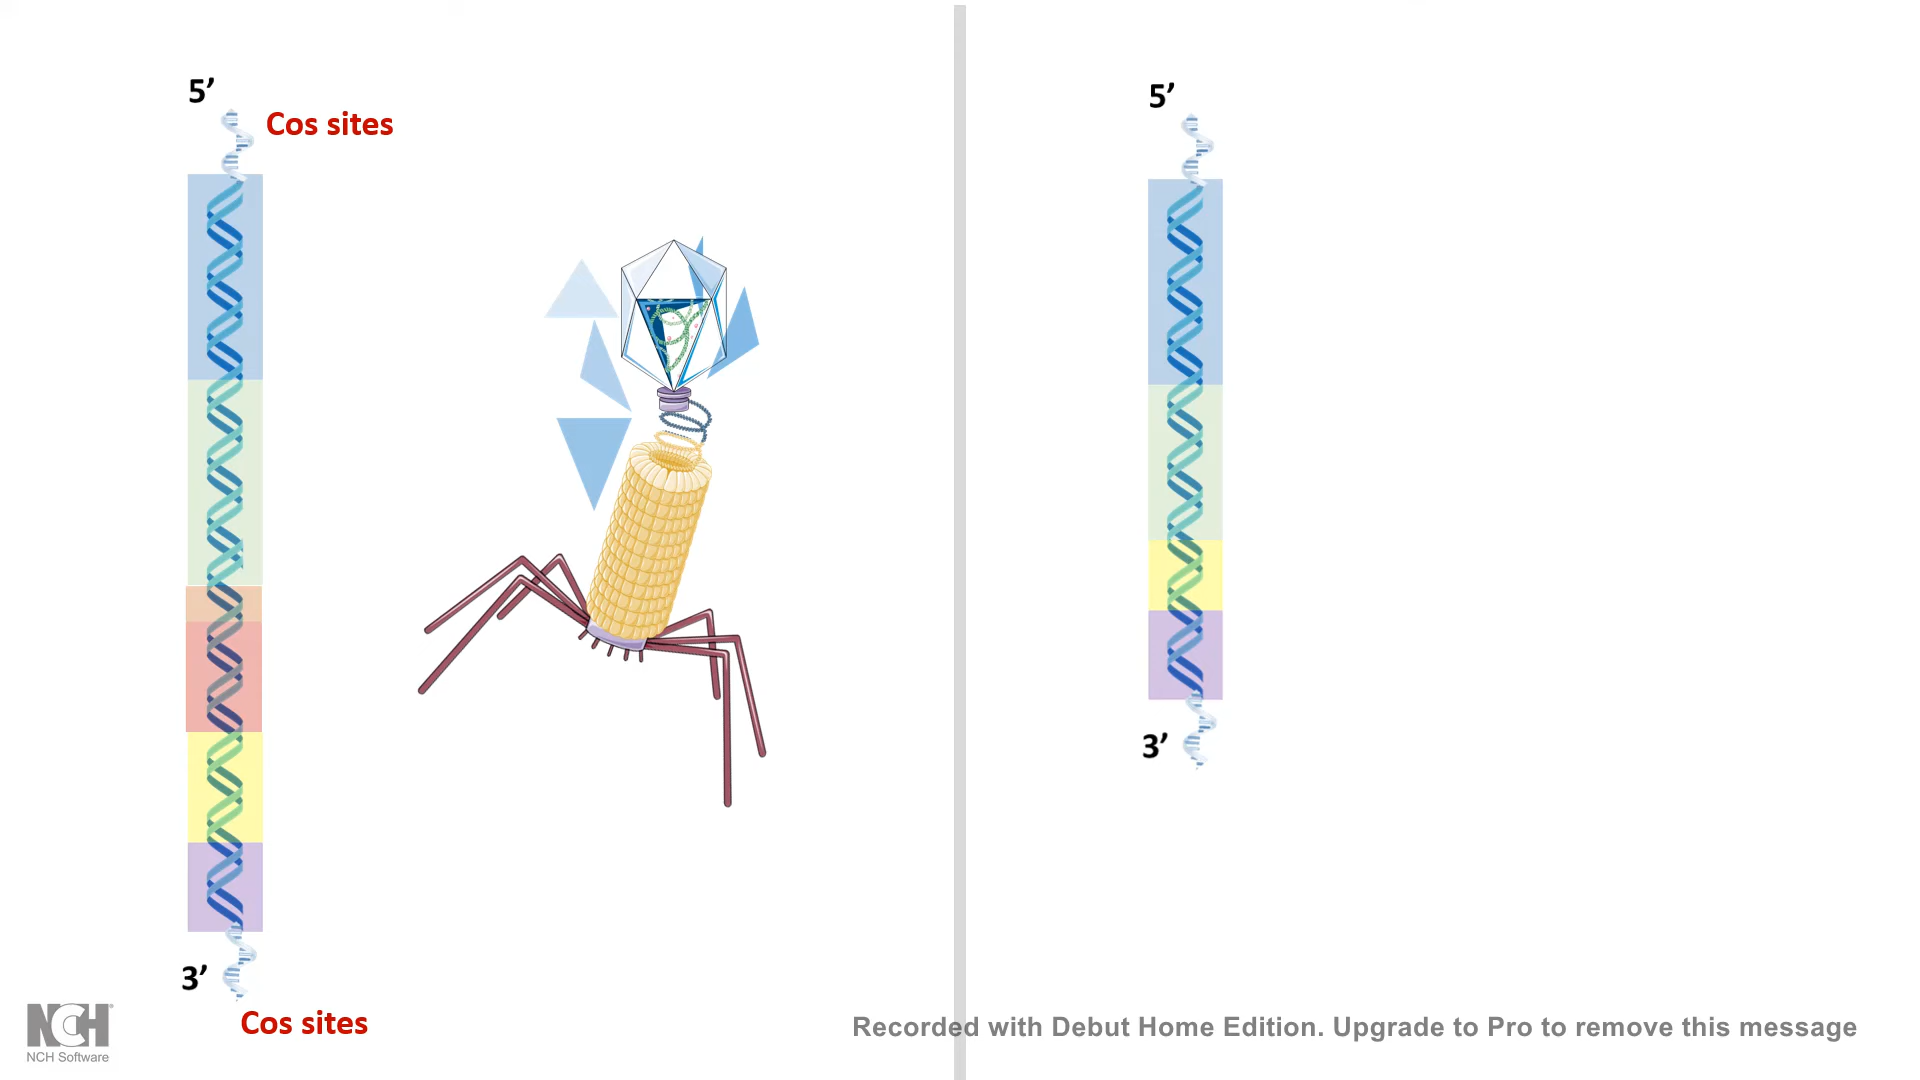 5’
Cos sites
3’
Cos sites
5’
3’
NCH
NCH Software
Recorded with Debut Home Edition. Upgrade to Pro to remove this message